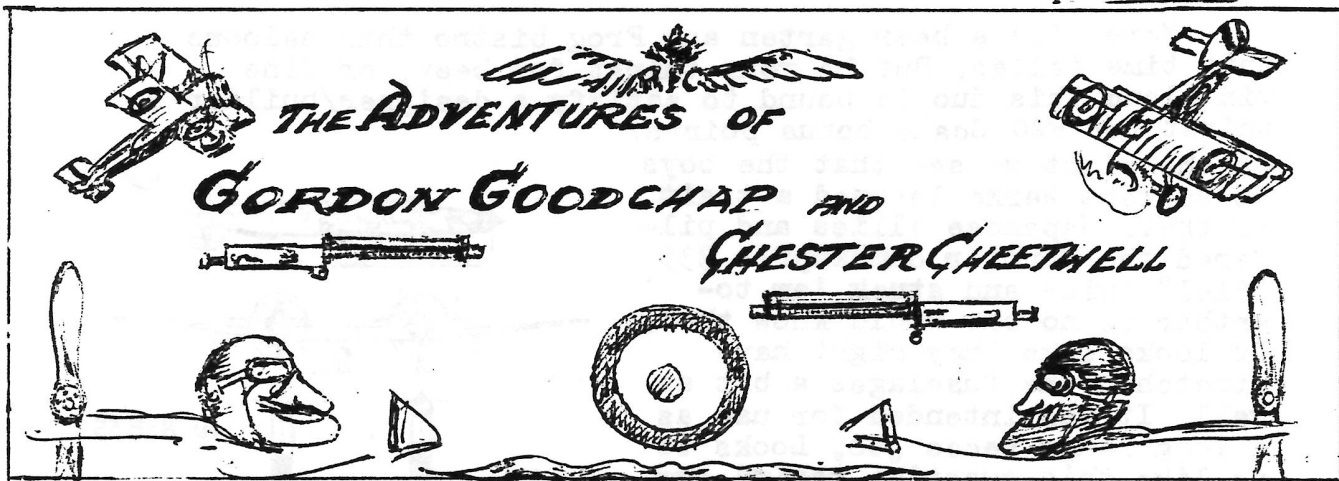 THE ADVENTURES OF
GORDON GOODCHAP AND
CHESTER CHEETWELL